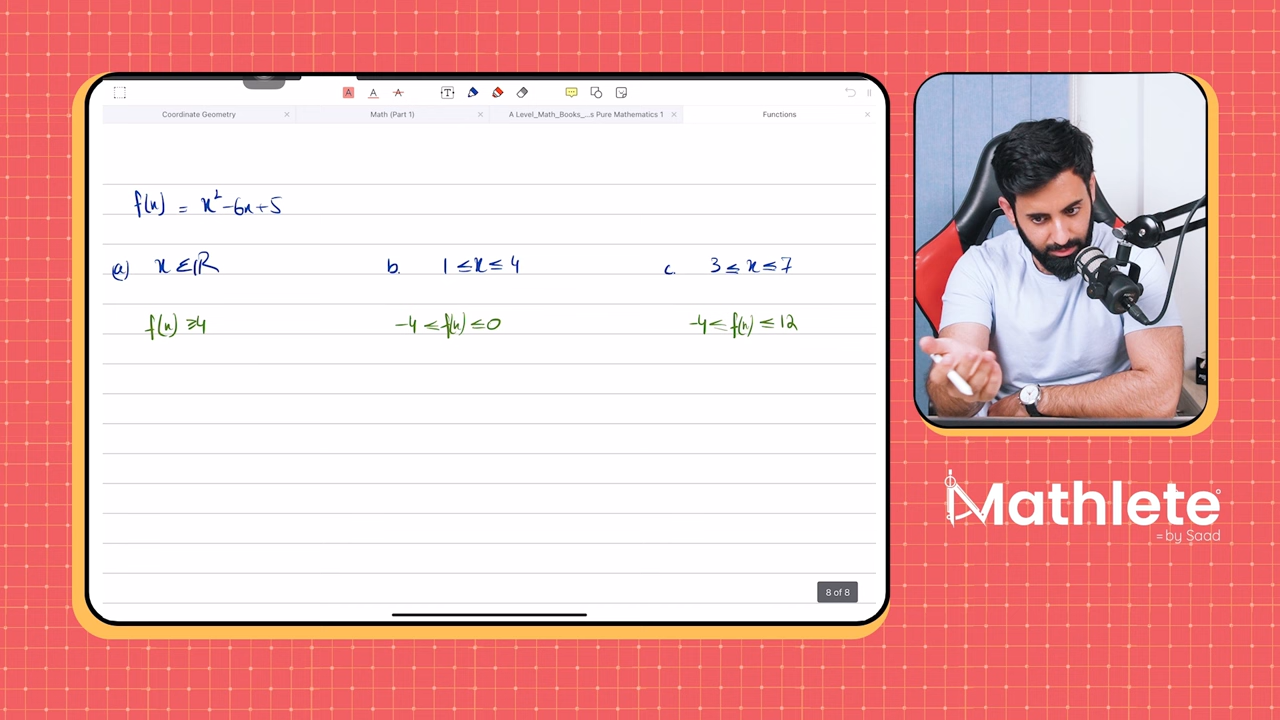 A A A T
Coordinate Geometry × Math (Part 1) × A Level_Math_Books_...s Pure Mathematics 1 × Functions ×
f(x) = x² - 6x + 5
a) x ∈ ℝ b. 1 ≤ x ≤ 4 c. 3 ≤ x ≤ 7
f(x) ≥ 4 -4 ≤ f(x) ≤ 0 -4 ≤ f(x) ≤ 12
8 of 8
Mathlete
= by Saad